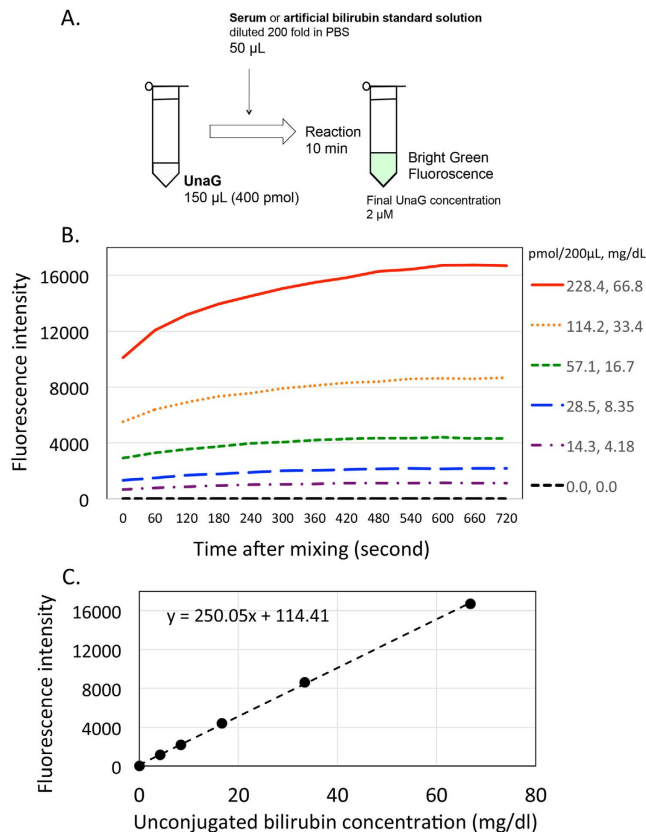 A.
Serum or artificial bilirubin standard solution
diluted 200 fold in PBS
50 µL
Reaction
10 min
UnaG
150 µL (400 pmol)
Bright Green
Fluoroscence
Final UnaG concentration
2 µM
B.
Fluorescence intensity
16000
12000
8000
4000
0
0 60 120 180 240 300 360 420 480 540 600 660 720
Time after mixing (second)
pmol/200µL, mg/dL
228.4, 66.8
114.2, 33.4
57.1, 16.7
28.5, 8.35
14.3, 4.18
0.0, 0.0
C.
Fluorescence intensity
16000
12000
8000
4000
0
y = 250.05x + 114.41
0 20 40 60 80
Unconjugated bilirubin concentration (mg/dl)